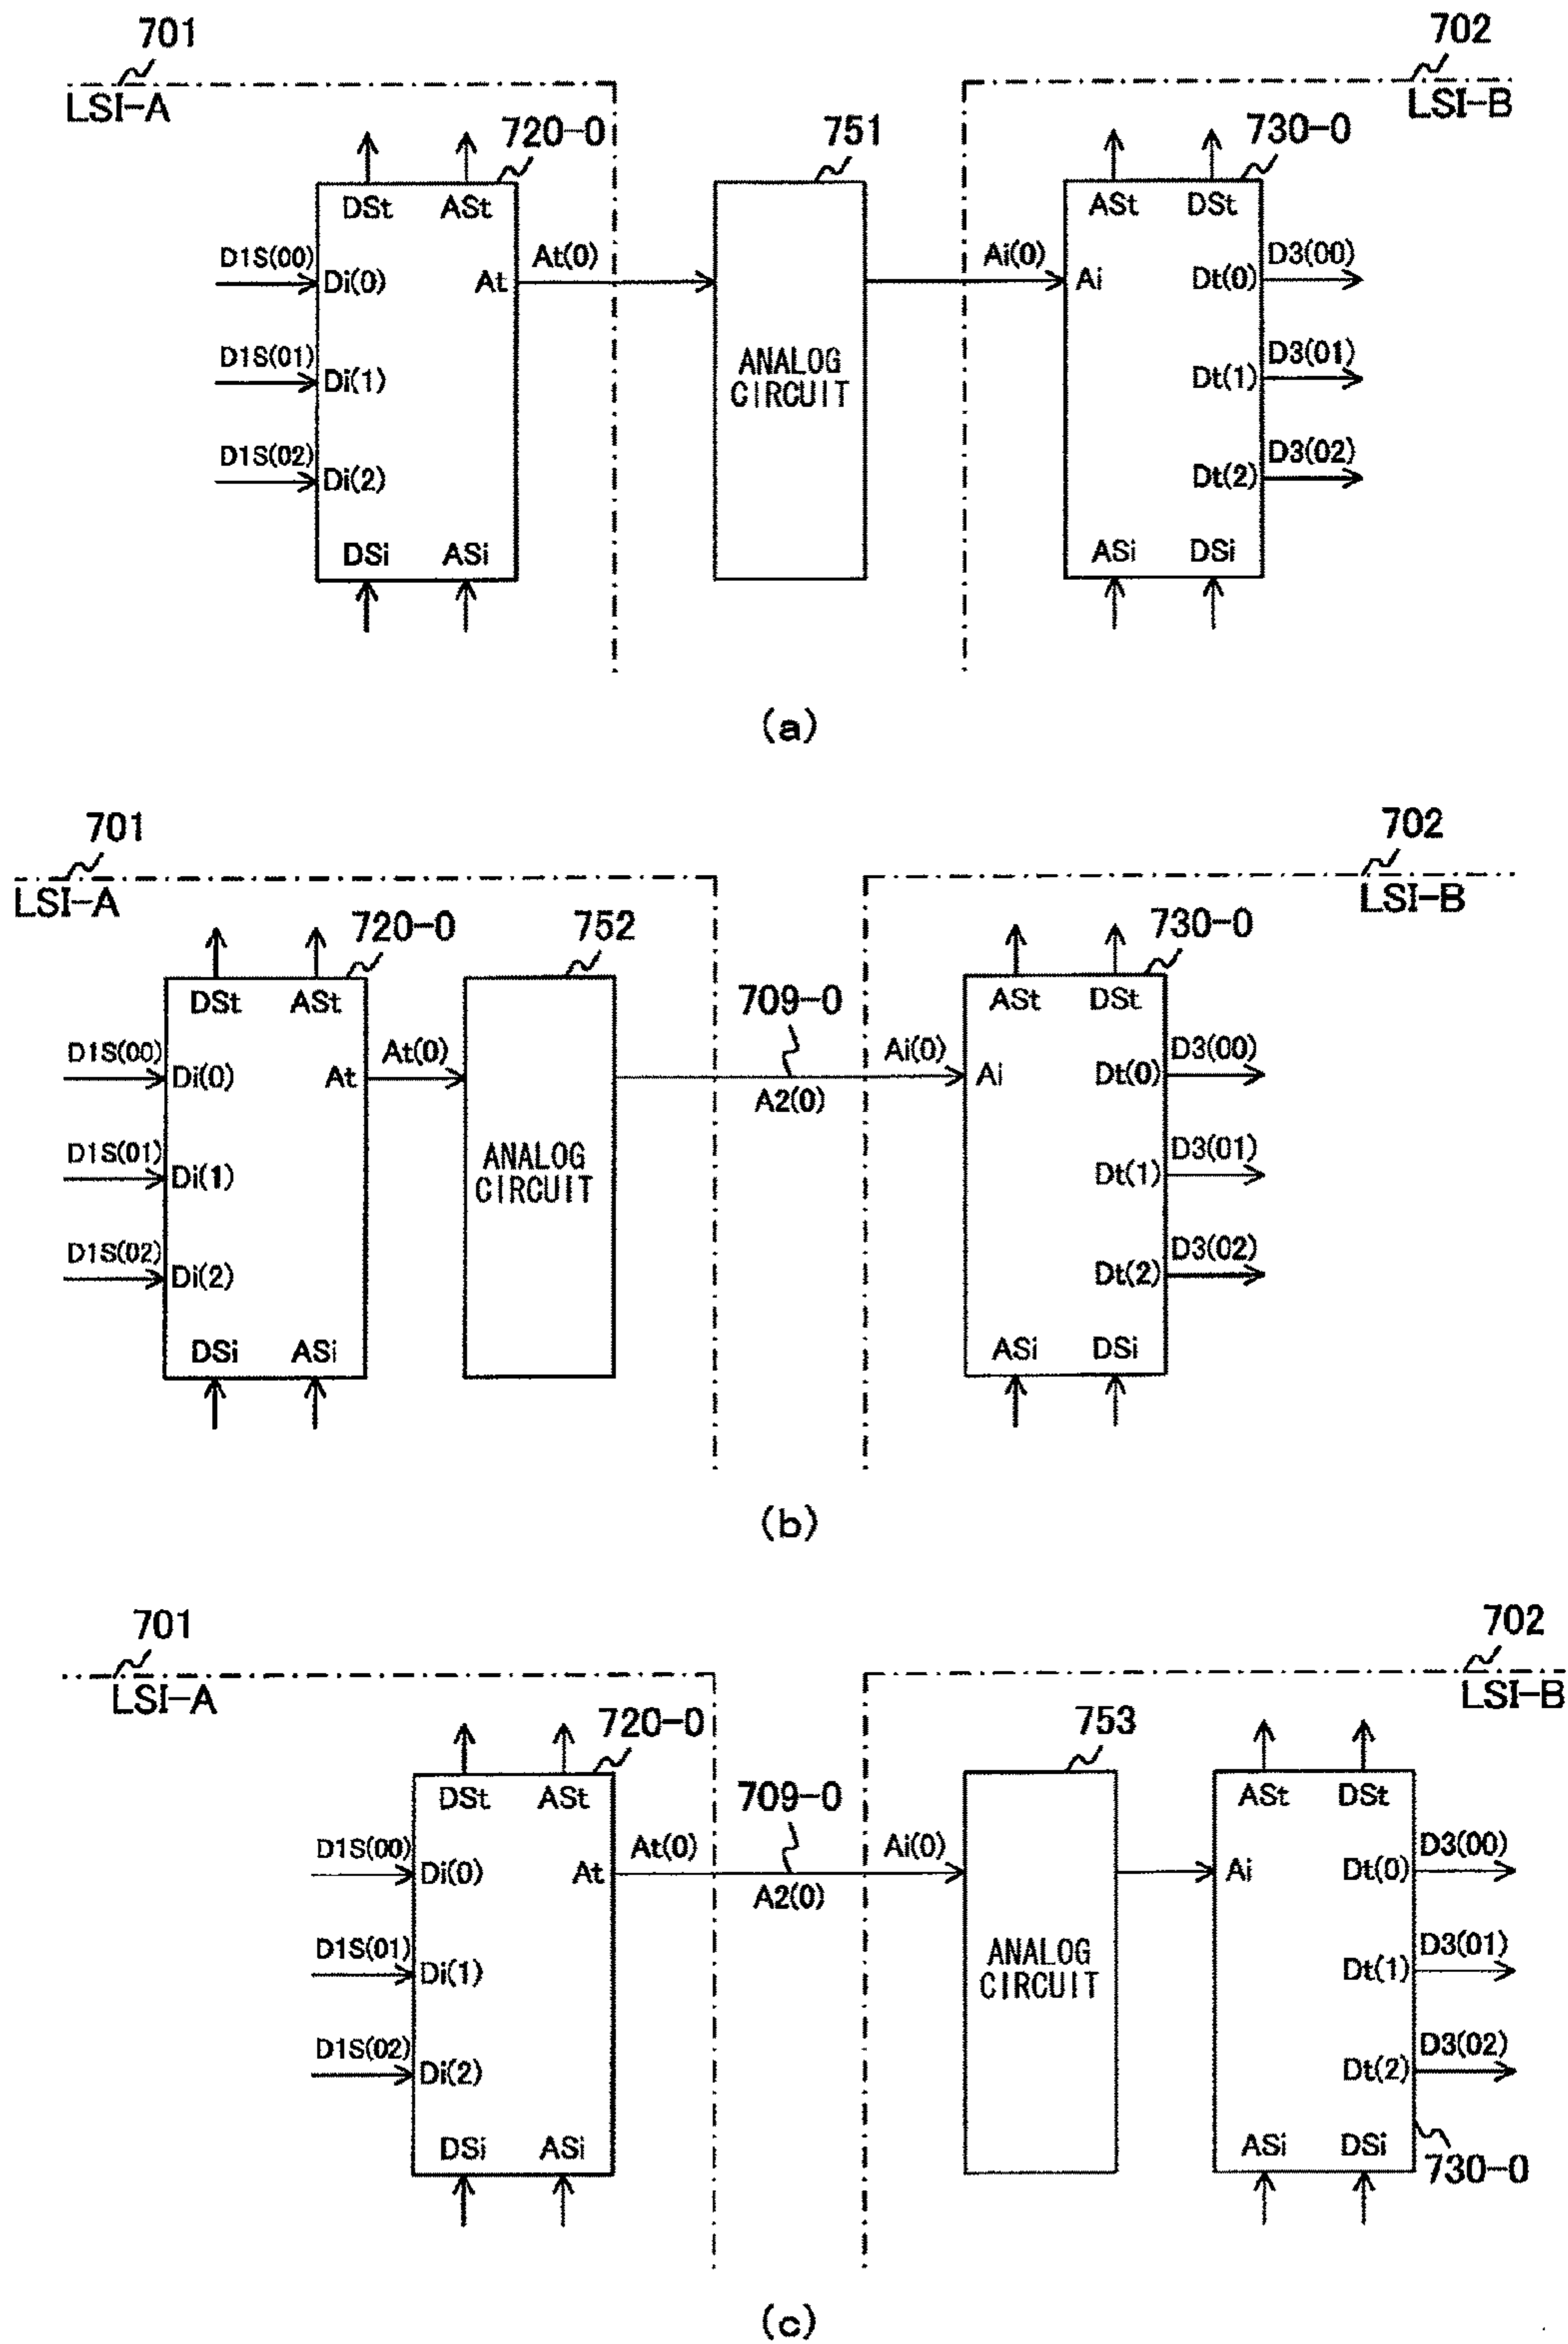 701
702
LSI-A
LSI-B
720-0
751
730-0
DSt ASt
ASt DSt
D1S(00)
Di(0)
At
At(0)
Ai(0)
Ai
Dt(0)
D3(00)
D1S(01)
Di(1)
ANALOG
CIRCUIT
Dt(1)
D3(01)
D1S(02)
Di(2)
Dt(2)
D3(02)
DSi ASi
ASi DSi
(a)
701
702
LSI-A
LSI-B
720-0
752
730-0
709-0
DSt ASt
ASt DSt
D1S(00)
Di(0)
At
At(0)
A2(0)
Ai(0)
Ai
Dt(0)
D3(00)
D1S(01)
Di(1)
ANALOG
CIRCUIT
Dt(1)
D3(01)
D1S(02)
Di(2)
Dt(2)
D3(02)
DSi ASi
ASi DSi
(b)
701
702
LSI-A
LSI-B
720-0
753
709-0
DSt ASt
ASt DSt
D1S(00)
Di(0)
At
At(0)
A2(0)
Ai(0)
Ai
Dt(0)
D3(00)
D1S(01)
Di(1)
ANALOG
CIRCUIT
Dt(1)
D3(01)
D1S(02)
Di(2)
Dt(2)
D3(02)
DSi ASi
ASi DSi
730-0
(c)